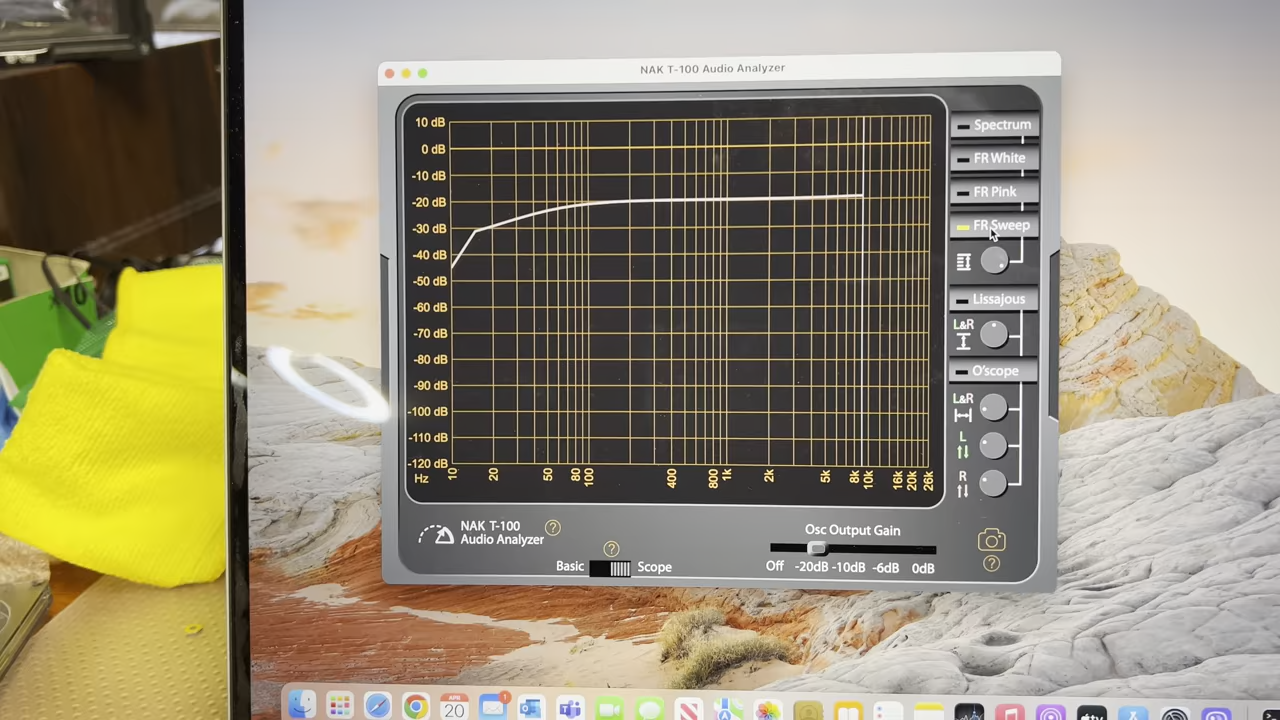 NAK T-100 Audio Analyzer
10 dB
0 dB
-10 dB
-20 dB
-30 dB
-40 dB
-50 dB
-60 dB
-70 dB
-80 dB
-90 dB
-100 dB
-110 dB
-120 dB
Hz 10 20 50 80 100 400 800 1k 2k 5k 8k 10k 16k 20k 26k
Spectrum
FR White
FR Pink
FR Sweep
Lissajous
L&R
O'scope
L&R
L
R
NAK T-100
Audio Analyzer
?
?
Basic
Scope
Osc Output Gain
Off -20dB -10dB -6dB 0dB
?
1
APR
20